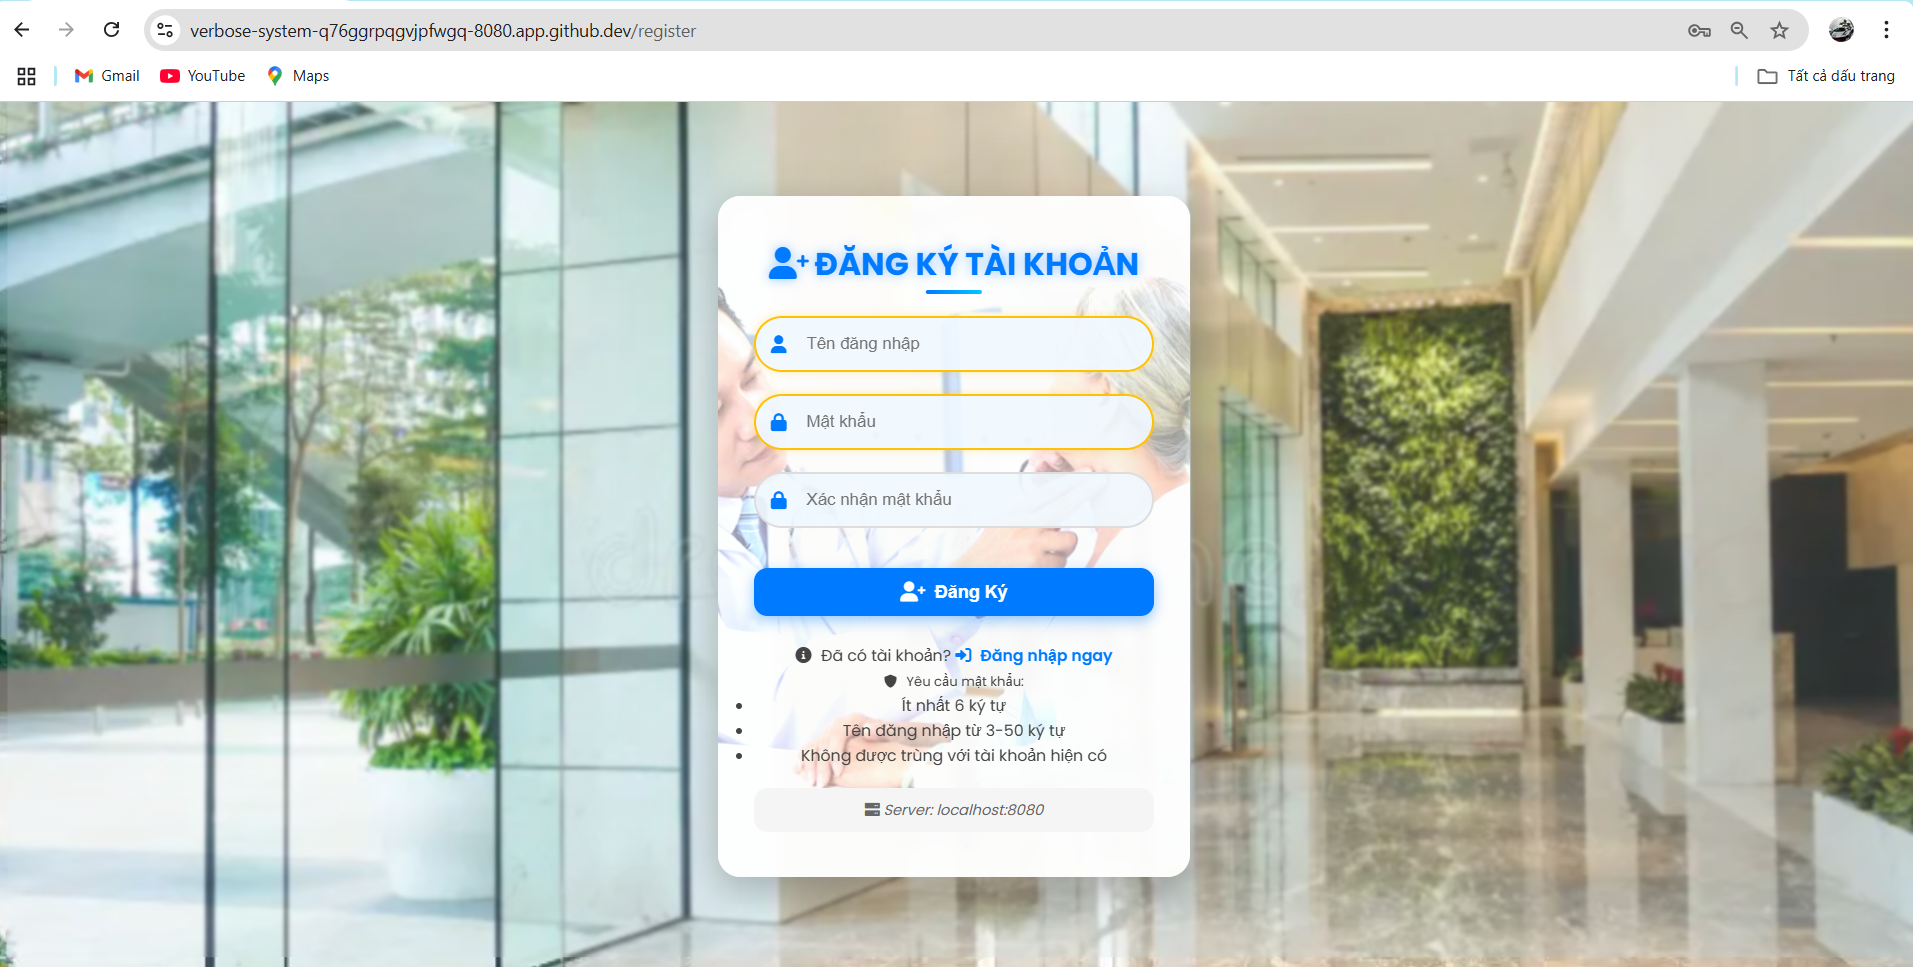 verbose-system-q76ggrpqgvjpfwgq-8080.app.github.dev/register
Gmail
YouTube
Maps
Tất cả dấu trang
ĐĂNG KÝ TÀI KHOẢN
Tên đăng nhập
Mật khẩu
Xác nhận mật khẩu
Đăng Ký
Đã có tài khoản? Đăng nhập ngay
Yêu cầu mật khẩu:
Ít nhất 6 ký tự
Tên đăng nhập từ 3-50 ký tự
Không được trùng với tài khoản hiện có
Server: localhost:8080